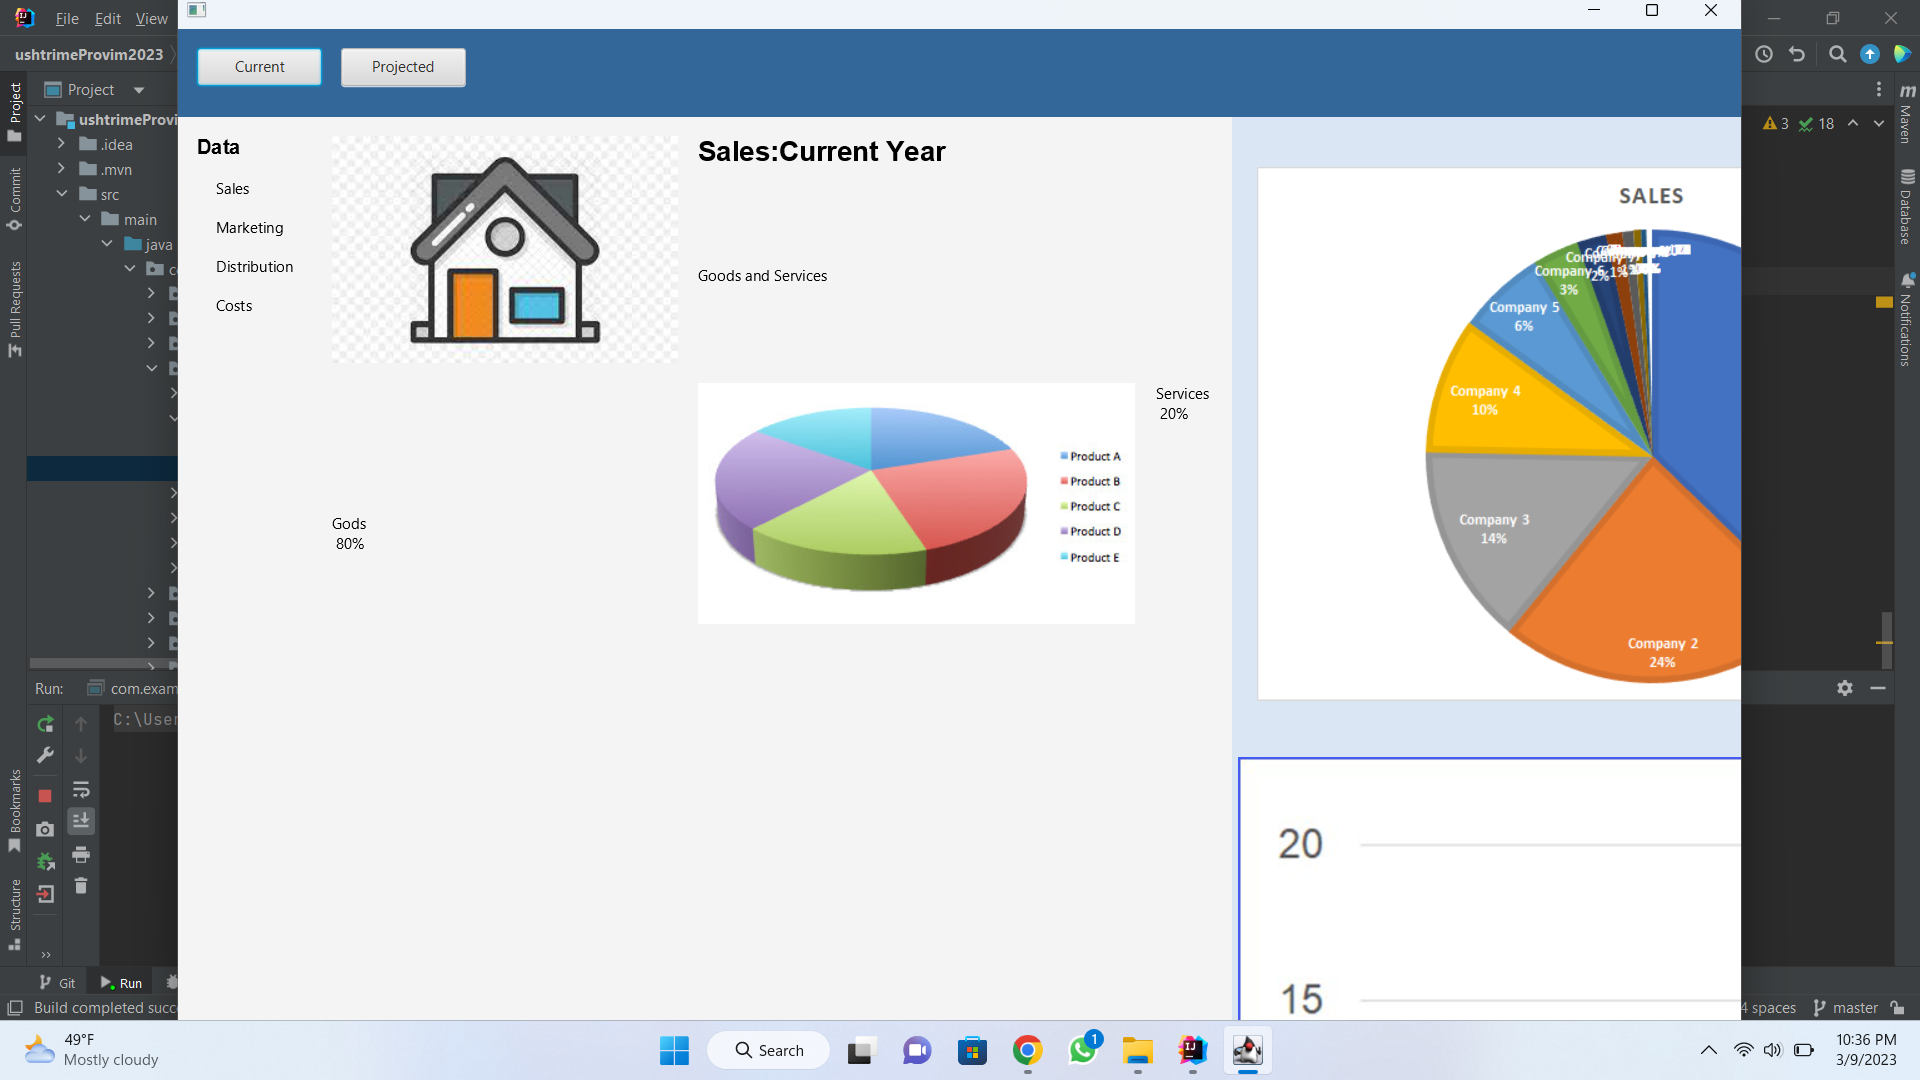 File Edit View
ushtrimeProvim2023
Project
ushtrimeProvi
.idea
.mvn
src
main
java
Project
Commit
Pull Requests
Bookmarks
Structure
Current
Projected
Data
Sales
Marketing
Distribution
Costs
Sales:Current Year
Goods and Services
Services
20%
Gods
80%
Product A
Product B
Product C
Product D
Product E
SALES
Company 5
6%
3%
2%
1%
Company 4
10%
Company 3
14%
Company 2
24%
20
15
3
18
Maven
Database
Notifications
Run:
com.exam
C:\User
Git
Run
Build completed succ
4 spaces
master
49°F
Mostly cloudy
Search
1
10:36 PM
3/9/2023